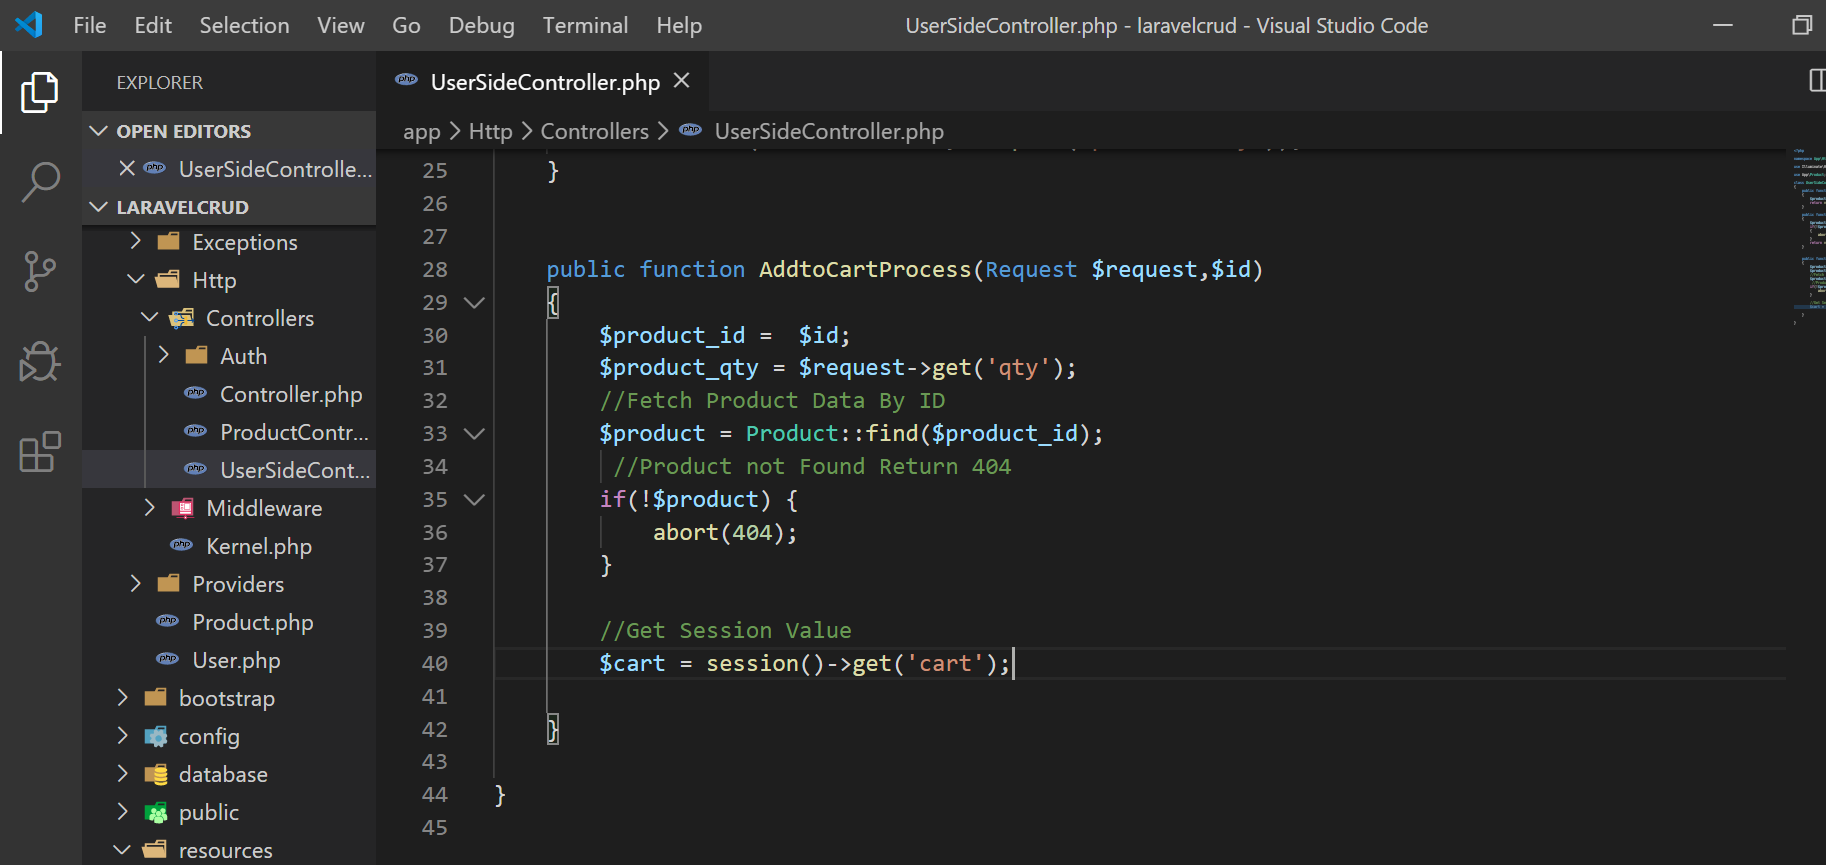 File Edit Selection View Go Debug Terminal Help UserSideController.php - laravelcrud - Visual Studio Code
EXPLORER
OPEN EDITORS
UserSideControlle...
LARAVELCRUD
Exceptions
Http
Controllers
Auth
Controller.php
ProductContr...
UserSideCont...
Middleware
Kernel.php
Providers
Product.php
User.php
bootstrap
config
database
public
resources
UserSideController.php
app > Http > Controllers > UserSideController.php
25 }
26
27
28 public function AddtoCartProcess(Request $request,$id)
29 {
30 $product_id =  $id;
31 $product_qty = $request->get('qty');
32 //Fetch Product Data By ID
33 $product = Product::find($product_id);
34 //Product not Found Return 404
35 if(!$product) {
36 abort(404);
37 }
38
39 //Get Session Value
40 $cart = session()->get('cart');
41
42 }
43
44 }
45